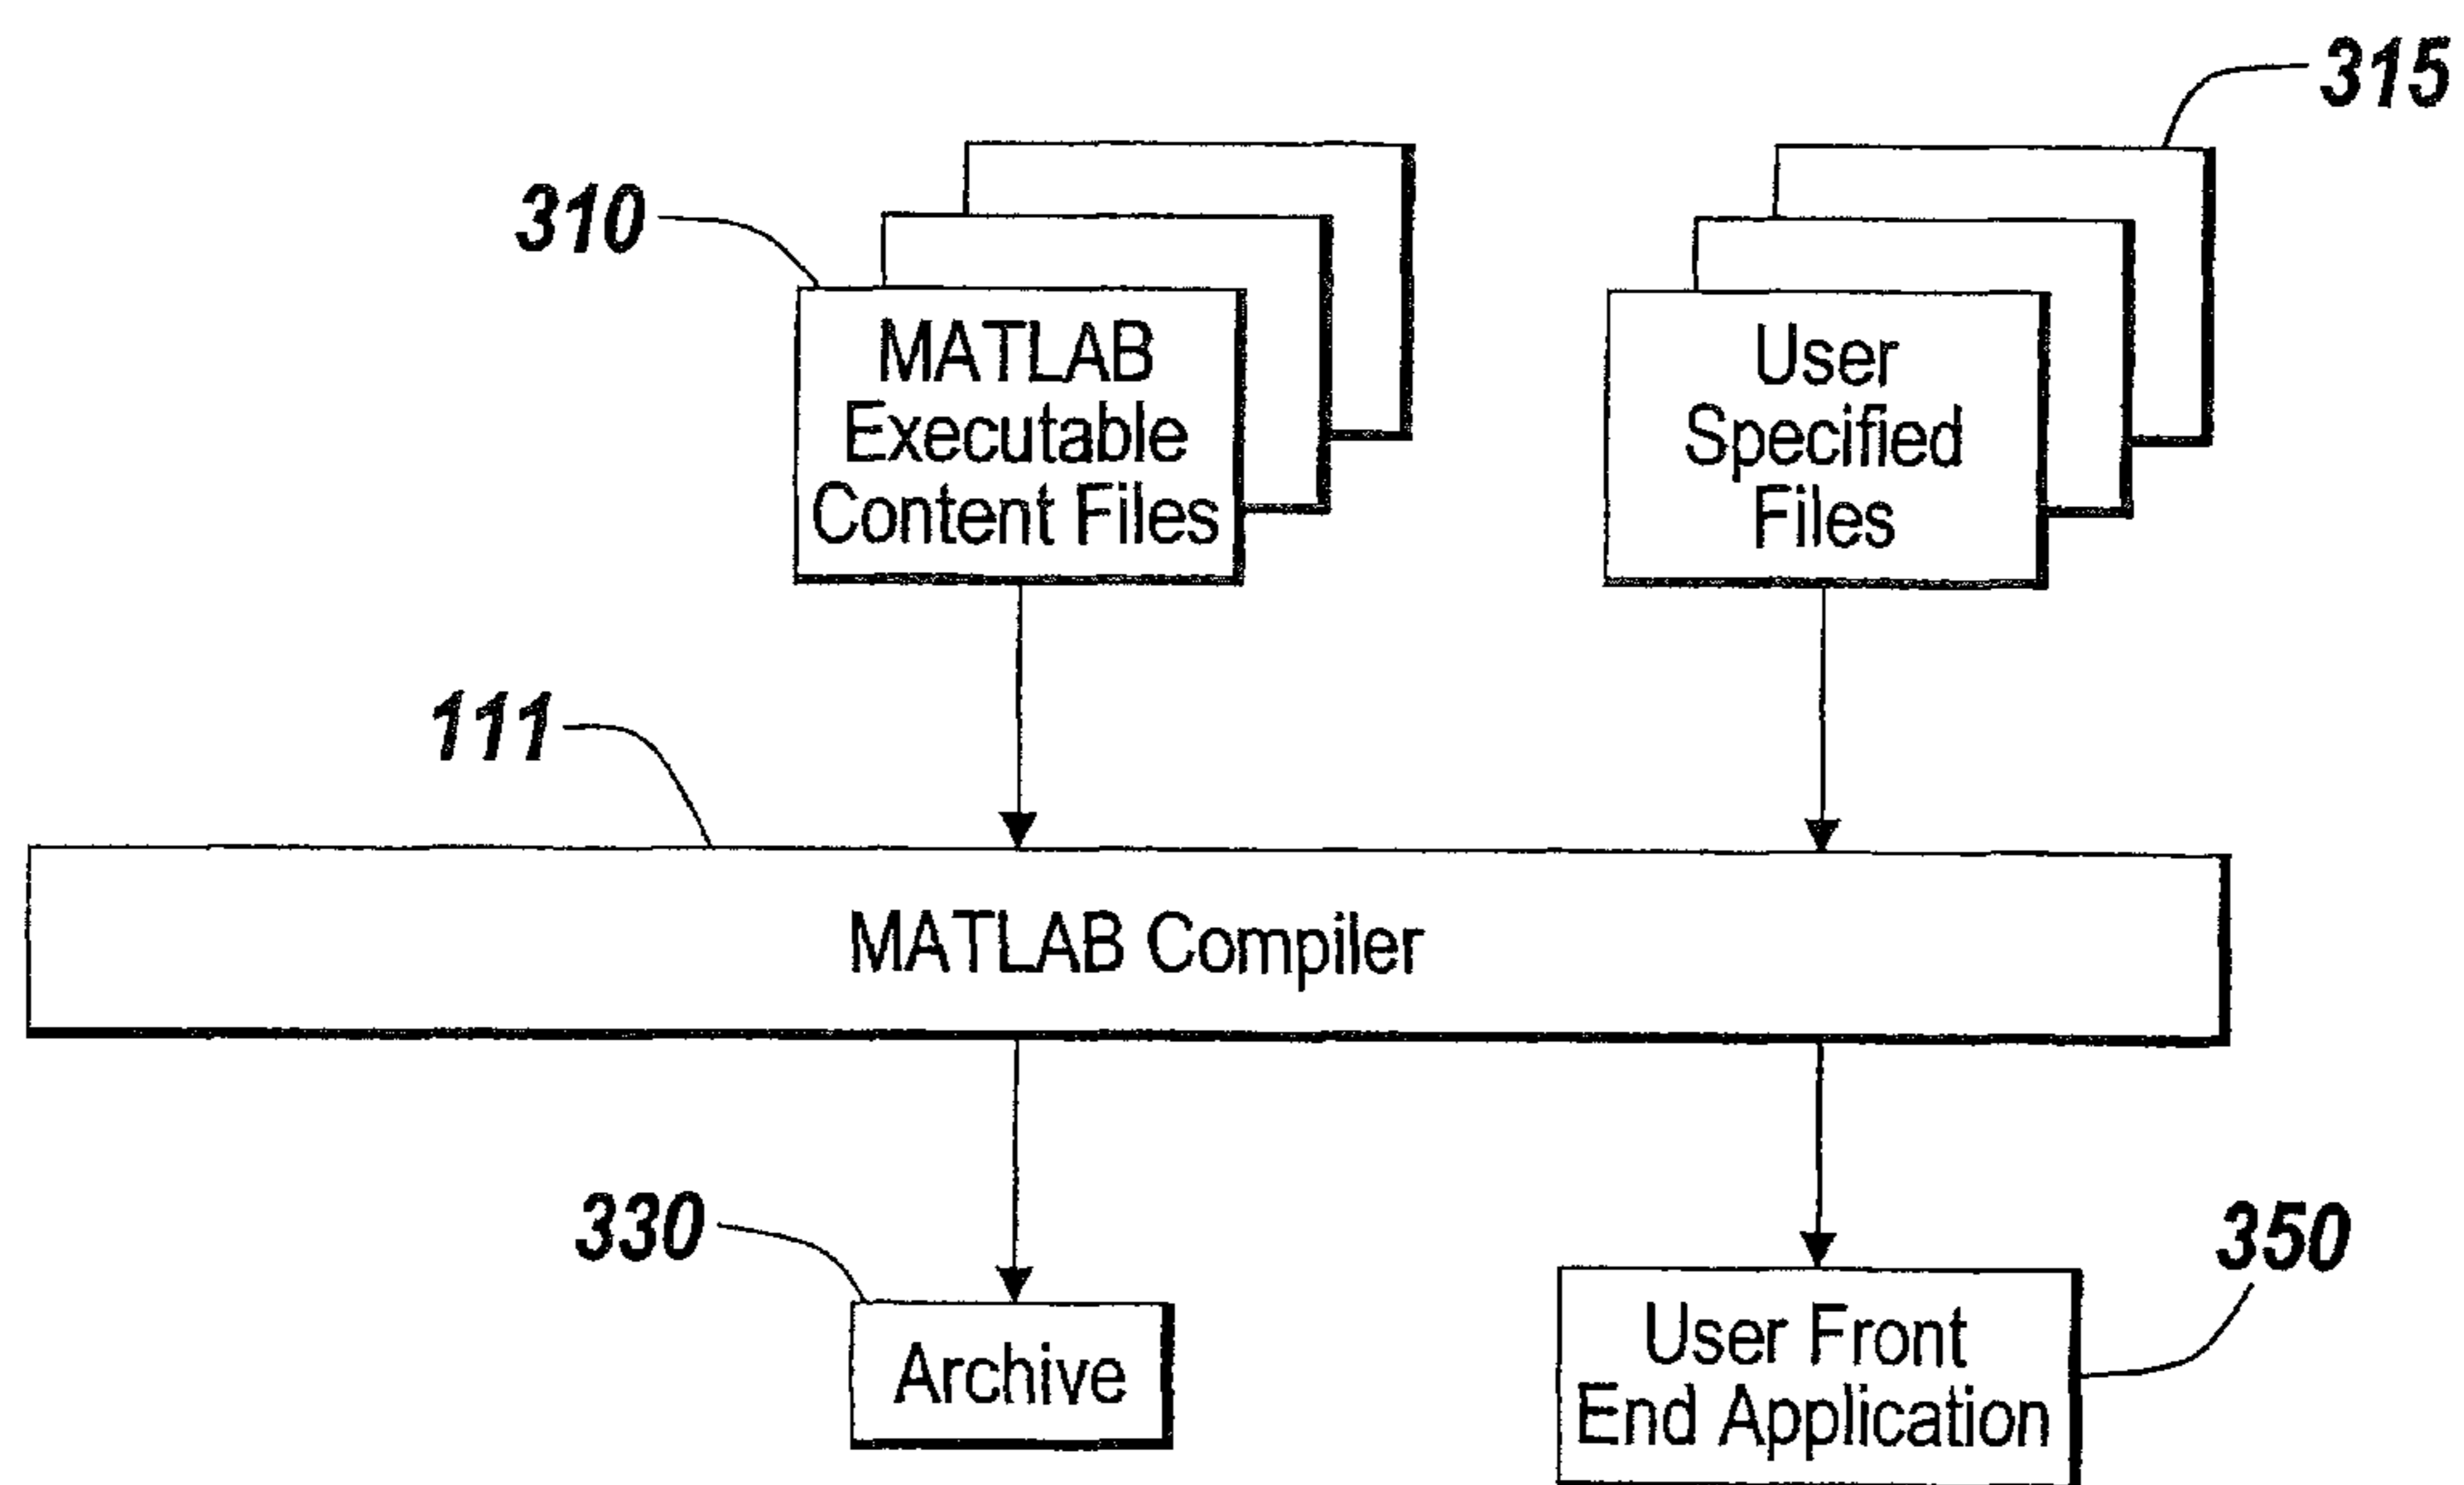 315
310
MATLAB
Executable
Content Files
User
Specified
Files
111
MATLAB Compiler
330
Archive
350
User Front
End Application